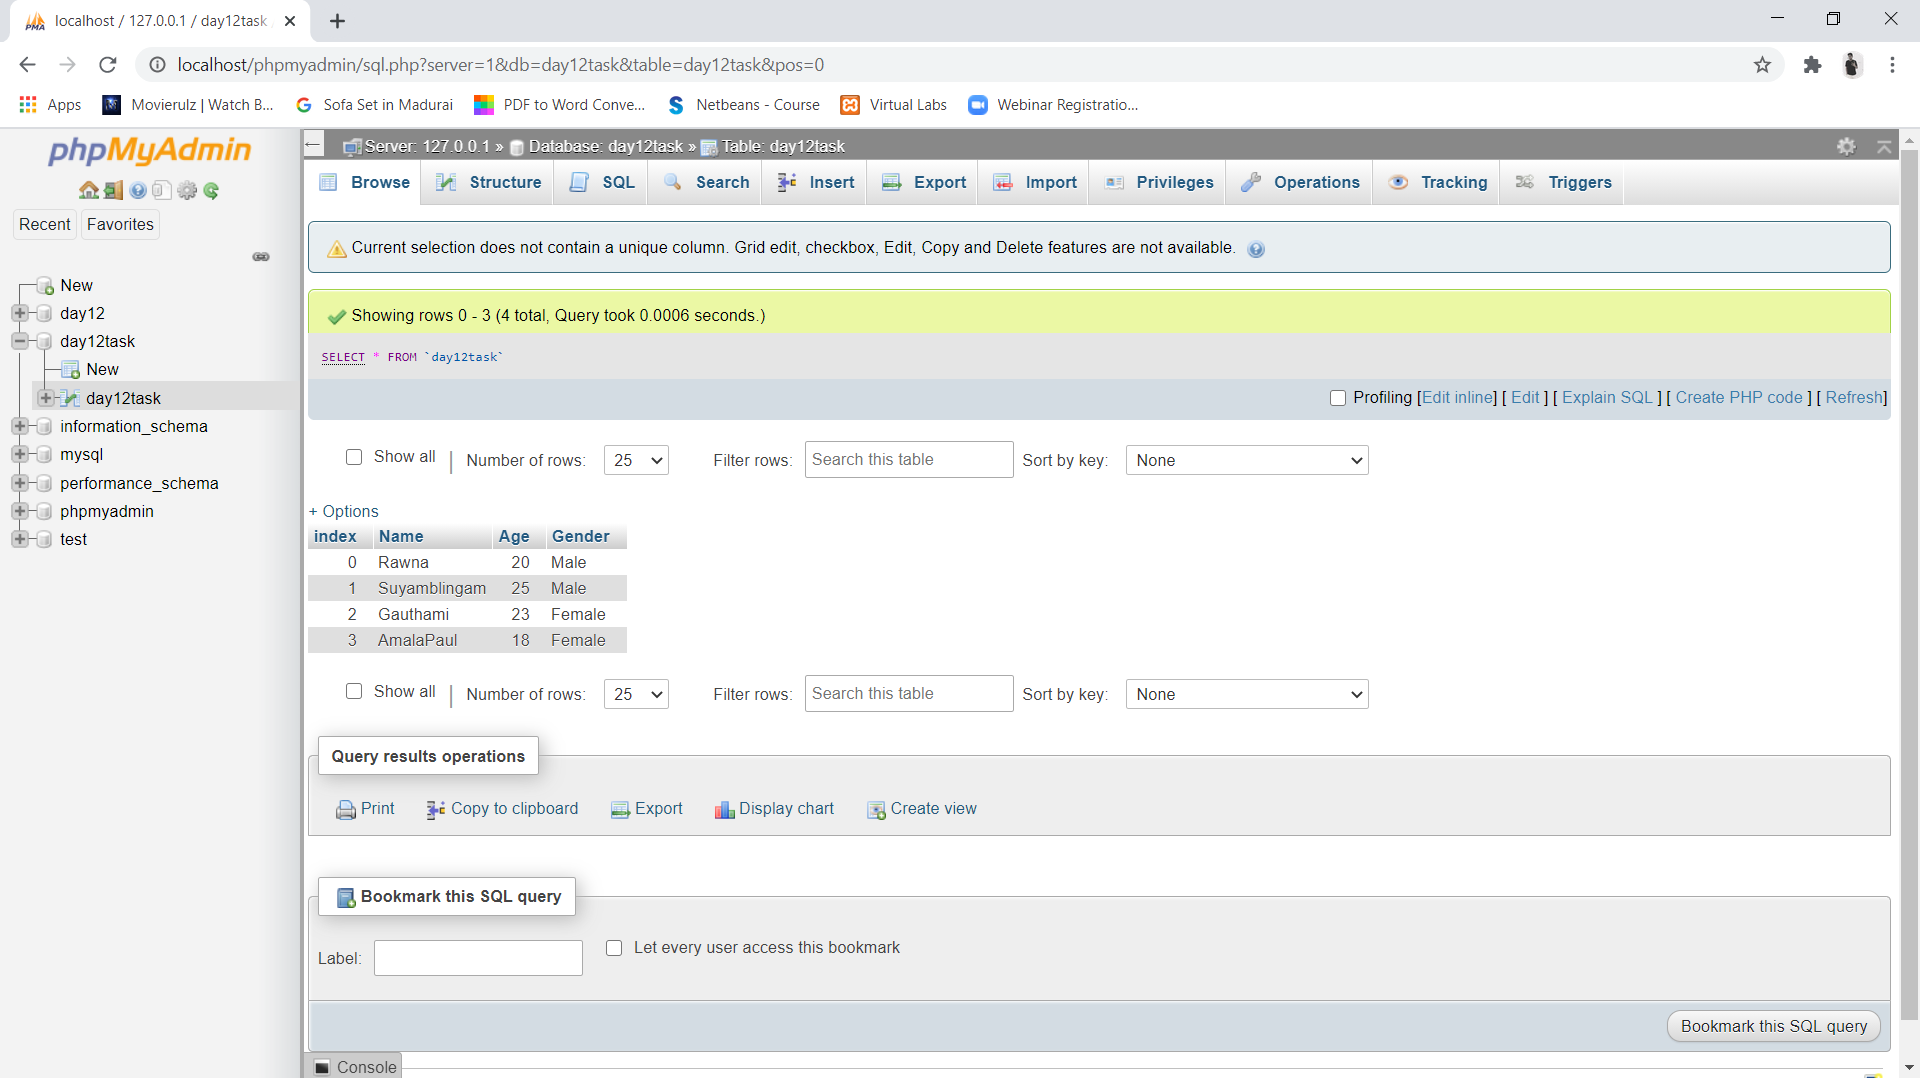 localhost / 127.0.0.1 / day12task
localhost/phpmyadmin/sql.php?server=1&db=day12task&table=day12task&pos=0
Apps
Movierulz | Watch B...
Sofa Set in Madurai
PDF to Word Conve...
Netbeans - Course
Virtual Labs
Webinar Registratio...
phpMyAdmin
Recent
Favorites
New
day12
day12task
New
day12task
information_schema
mysql
performance_schema
phpmyadmin
test
Server: 127.0.0.1 » Database: day12task » Table: day12task
Browse
Structure
SQL
Search
Insert
Export
Import
Privileges
Operations
Tracking
Triggers
Current selection does not contain a unique column. Grid edit, checkbox, Edit, Copy and Delete features are not available.
Showing rows 0 - 3 (4 total, Query took 0.0006 seconds.)
SELECT * FROM `day12task`
Profiling [Edit inline] [ Edit ] [ Explain SQL ] [ Create PHP code ] [ Refresh]
Show all | Number of rows: 25 Filter rows: Search this table Sort by key: None
+ Options
index Name Age Gender
0 Rawna 20 Male
1 Suyamblingam 25 Male
2 Gauthami 23 Female
3 AmalaPaul 18 Female
Show all | Number of rows: 25 Filter rows: Search this table Sort by key: None
Query results operations
Print
Copy to clipboard
Export
Display chart
Create view
Bookmark this SQL query
Label:
Let every user access this bookmark
Bookmark this SQL query
Console